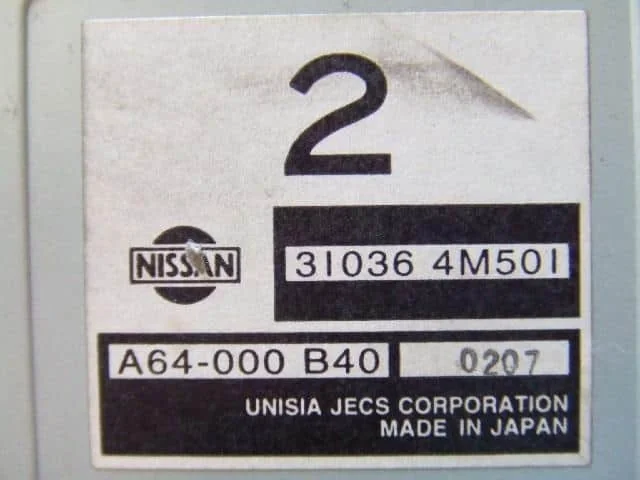 2
NISSAN
31036 4M501
A64-000 B40
0207
UNISIA JECS CORPORATION
MADE IN JAPAN